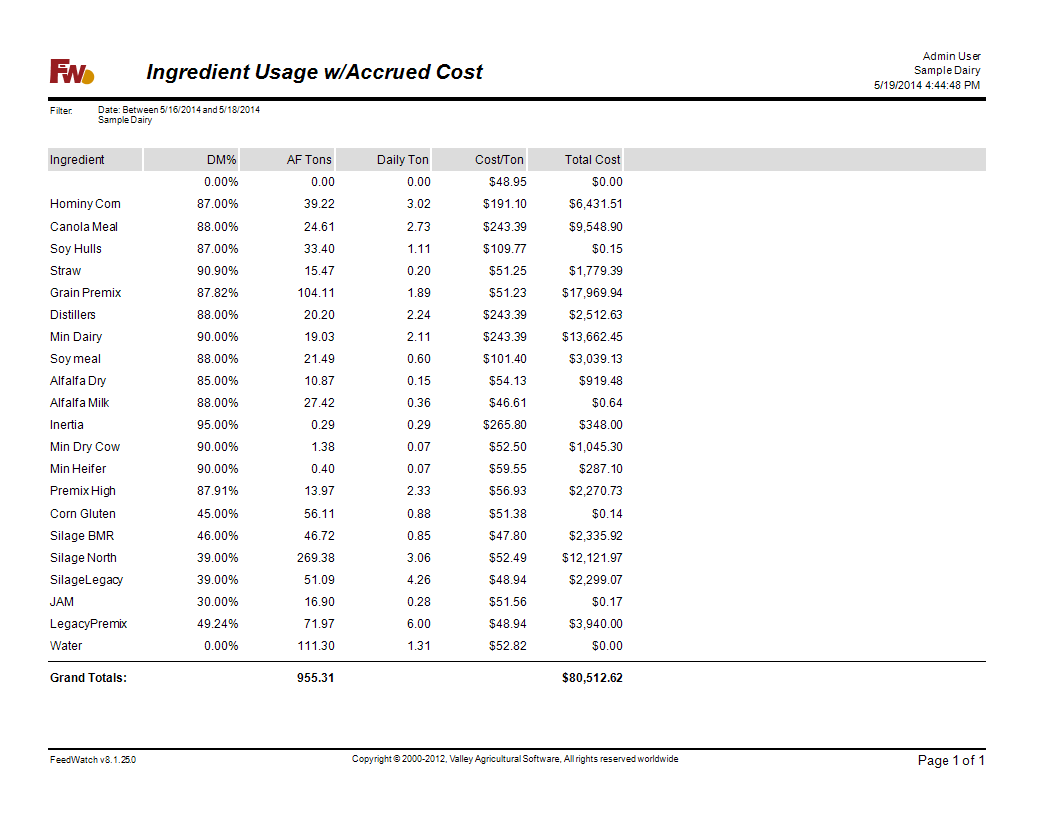 FW
Ingredient Usage w/Accrued Cost
Admin User
Sample Dairy
5/19/2014 4:44:48 PM
Filter: Date: Between 5/16/2014 and 5/18/2014
Sample Dairy
Ingredient DM% AF Tons Daily Ton Cost/Ton Total Cost
0.00% 0.00 0.00 $48.95 $0.00
Hominy Corn 87.00% 39.22 3.02 $191.10 $6,431.51
Canola Meal 88.00% 24.61 2.73 $243.39 $9,548.90
Soy Hulls 87.00% 33.40 1.11 $109.77 $0.15
Straw 90.90% 15.47 0.20 $51.25 $1,779.39
Grain Premix 87.82% 104.11 1.89 $51.23 $17,969.94
Distillers 88.00% 20.20 2.24 $243.39 $2,512.63
Min Dairy 90.00% 19.03 2.11 $243.39 $13,662.45
Soy meal 88.00% 21.49 0.60 $101.40 $3,039.13
Alfalfa Dry 85.00% 10.87 0.15 $54.13 $919.48
Alfalfa Milk 88.00% 27.42 0.36 $46.61 $0.64
Inertia 95.00% 0.29 0.29 $265.80 $348.00
Min Dry Cow 90.00% 1.38 0.07 $52.50 $1,045.30
Min Heifer 90.00% 0.40 0.07 $59.55 $287.10
Premix High 87.91% 13.97 2.33 $56.93 $2,270.73
Corn Gluten 45.00% 56.11 0.88 $51.38 $0.14
Silage BMR 46.00% 46.72 0.85 $47.80 $2,335.92
Silage North 39.00% 269.38 3.06 $52.49 $12,121.97
SilageLegacy 39.00% 51.09 4.26 $48.94 $2,299.07
JAM 30.00% 16.90 0.28 $51.56 $0.17
LegacyPremix 49.24% 71.97 6.00 $48.94 $3,940.00
Water 0.00% 111.30 1.31 $52.82 $0.00
Grand Totals: 955.31 $80,512.62
FeedWatch v8.1.25.0 Copyright © 2000-2012, Valley Agricultural Software, All rights reserved worldwide Page 1 of 1